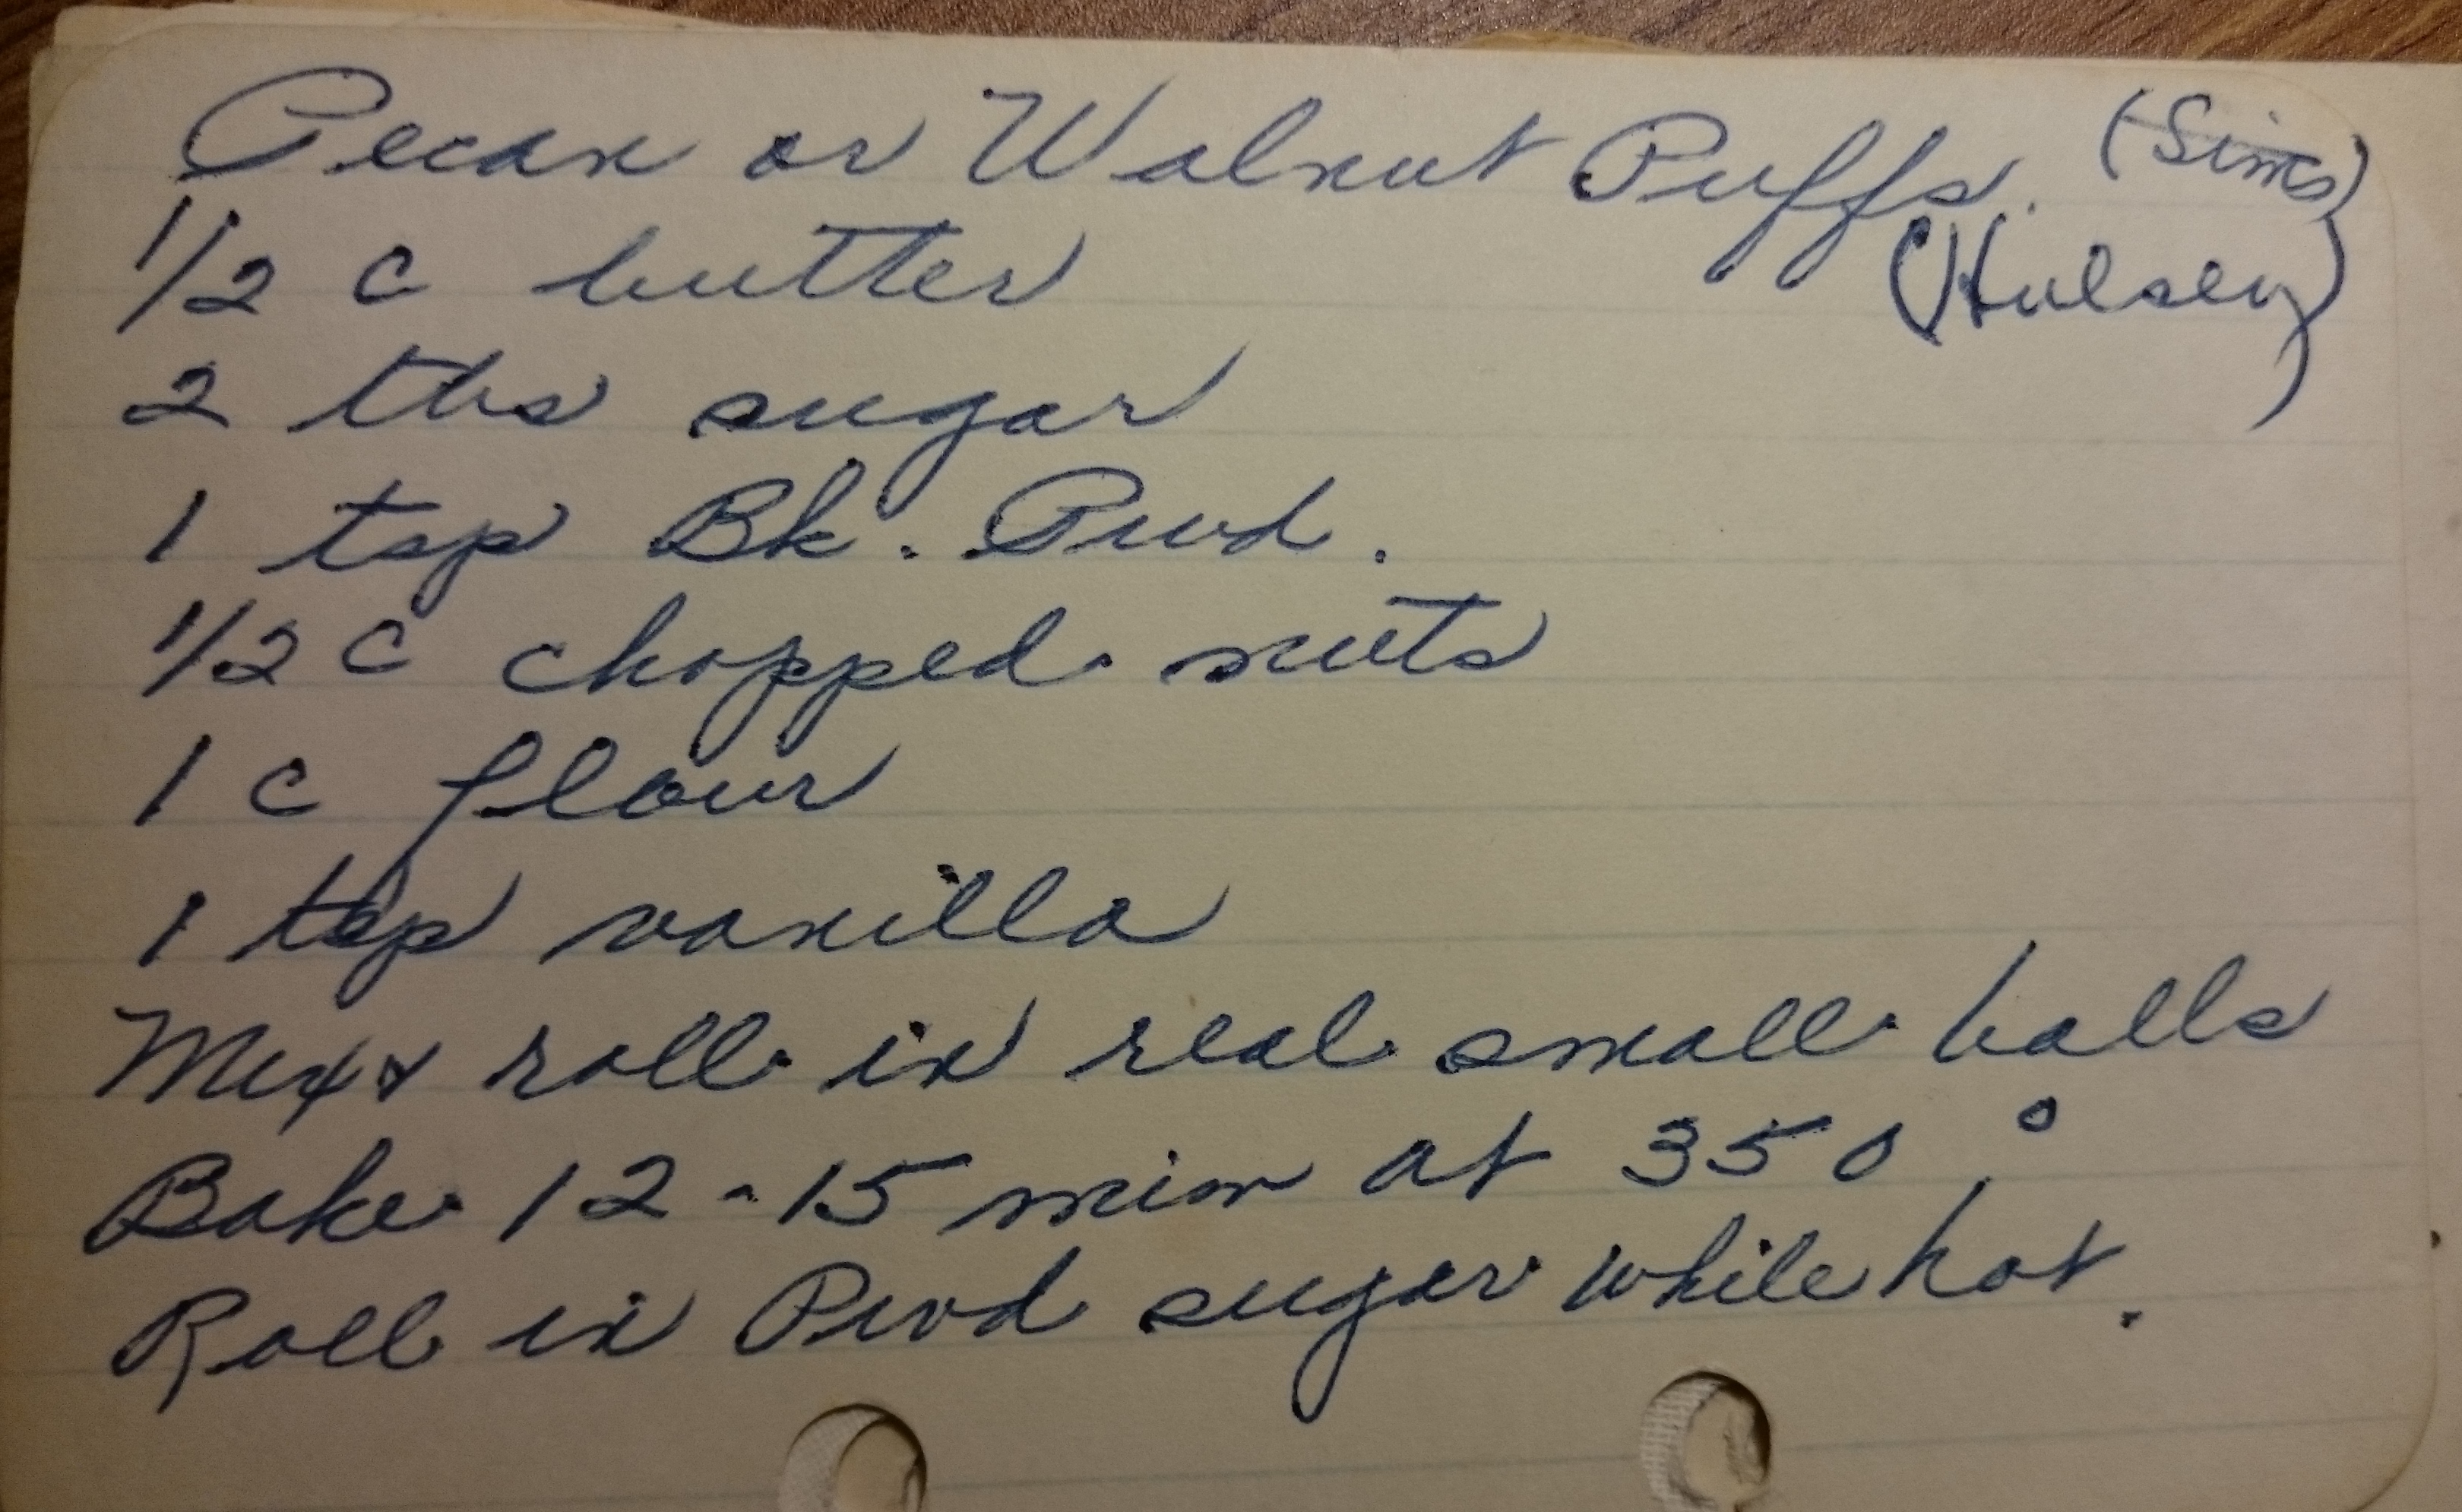 Pecan or Walnut Puffs. (Sims)
(Hulsey)
1/2 c butter
2 tbs sugar
1 tsp Bk. Pwd.
1/2 c chopped nuts
1 c flour
1 tsp vanilla
Mix & roll in real small balls
Bake 12-15 min at 350°
Roll in Pwd sugar while hot.